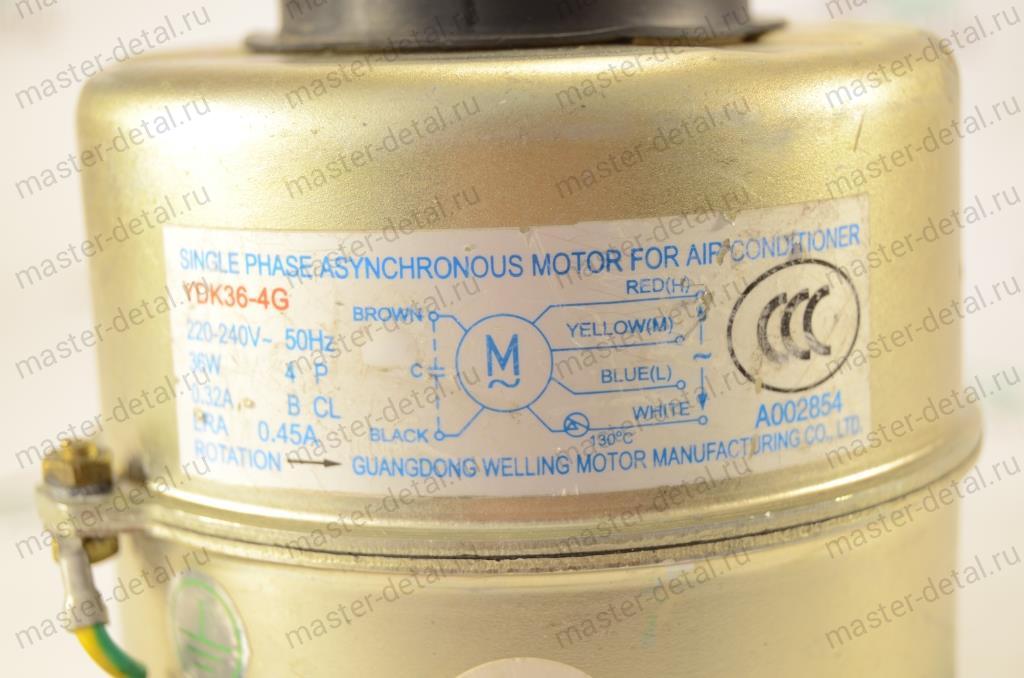 SINGLE PHASE ASYNCHRONOUS MOTOR FOR AIR CONDITIONER
YDK36-4G
220-240V~ 50Hz
36W 4 P
0.32A B CL
LRA 0.45A
ROTATION → GUANGDONG WELLING MOTOR MANUFACTURING CO., LTD.
BROWN
C
BLACK
M
~
RED(H)
YELLOW(M)
BLUE(L)
WHITE
130°C
~
CCC
A002854
master-detal.ru